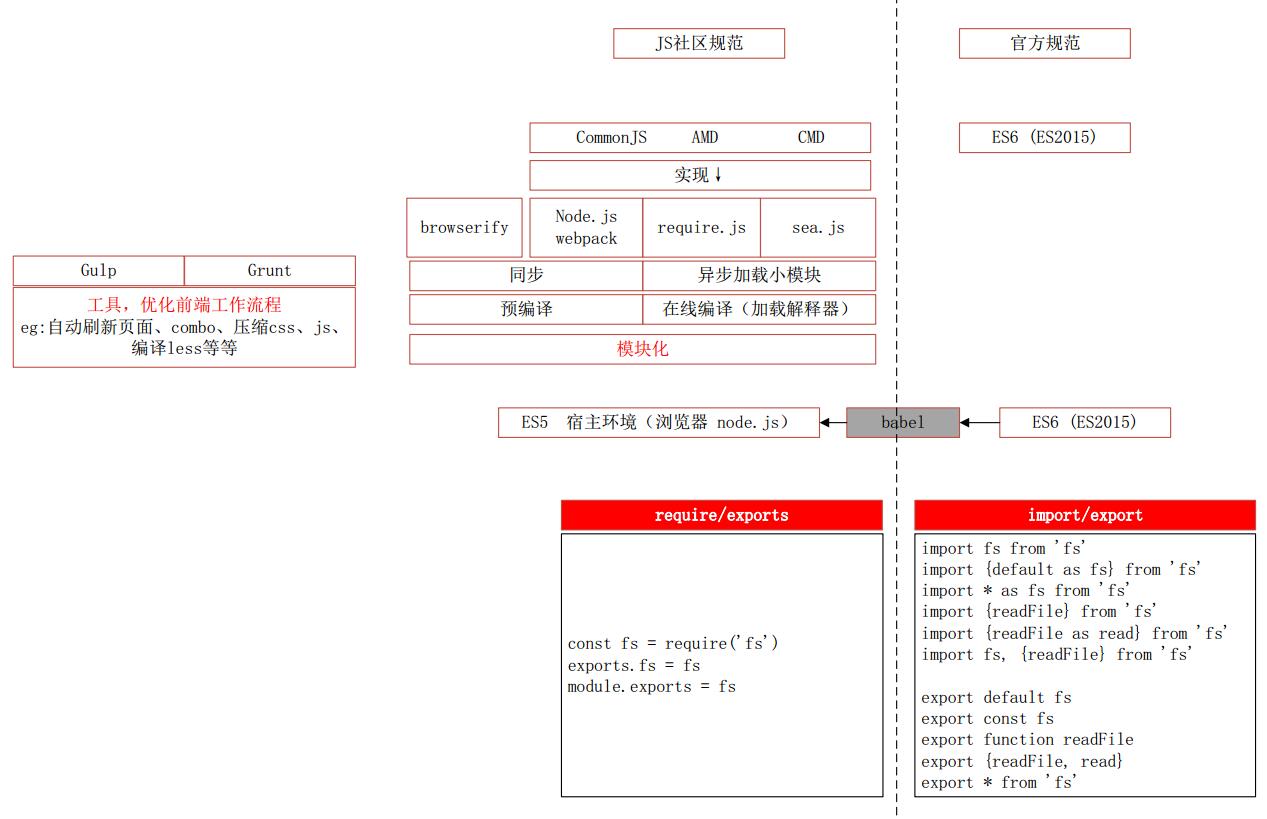 JS社区规范
官方规范
CommonJS AMD CMD
ES6 (ES2015)
实现↓
browserify
Node.js
webpack
require.js
sea.js
Gulp
Grunt
同步
异步加载小模块
工具，优化前端工作流程
eg:自动刷新页面、combo、压缩css、js、
编译less等等
预编译
在线编译（加载解释器）
模块化
ES5 宿主环境（浏览器 node.js）
babel
ES6 (ES2015)
require/exports
const fs = require('fs')
exports.fs = fs
module.exports = fs
import/export
import fs from 'fs'
import {default as fs} from 'fs'
import * as fs from 'fs'
import {readFile} from 'fs'
import {readFile as read} from 'fs'
import fs, {readFile} from 'fs'
export default fs
export const fs
export function readFile
export {readFile, read}
export * from 'fs'